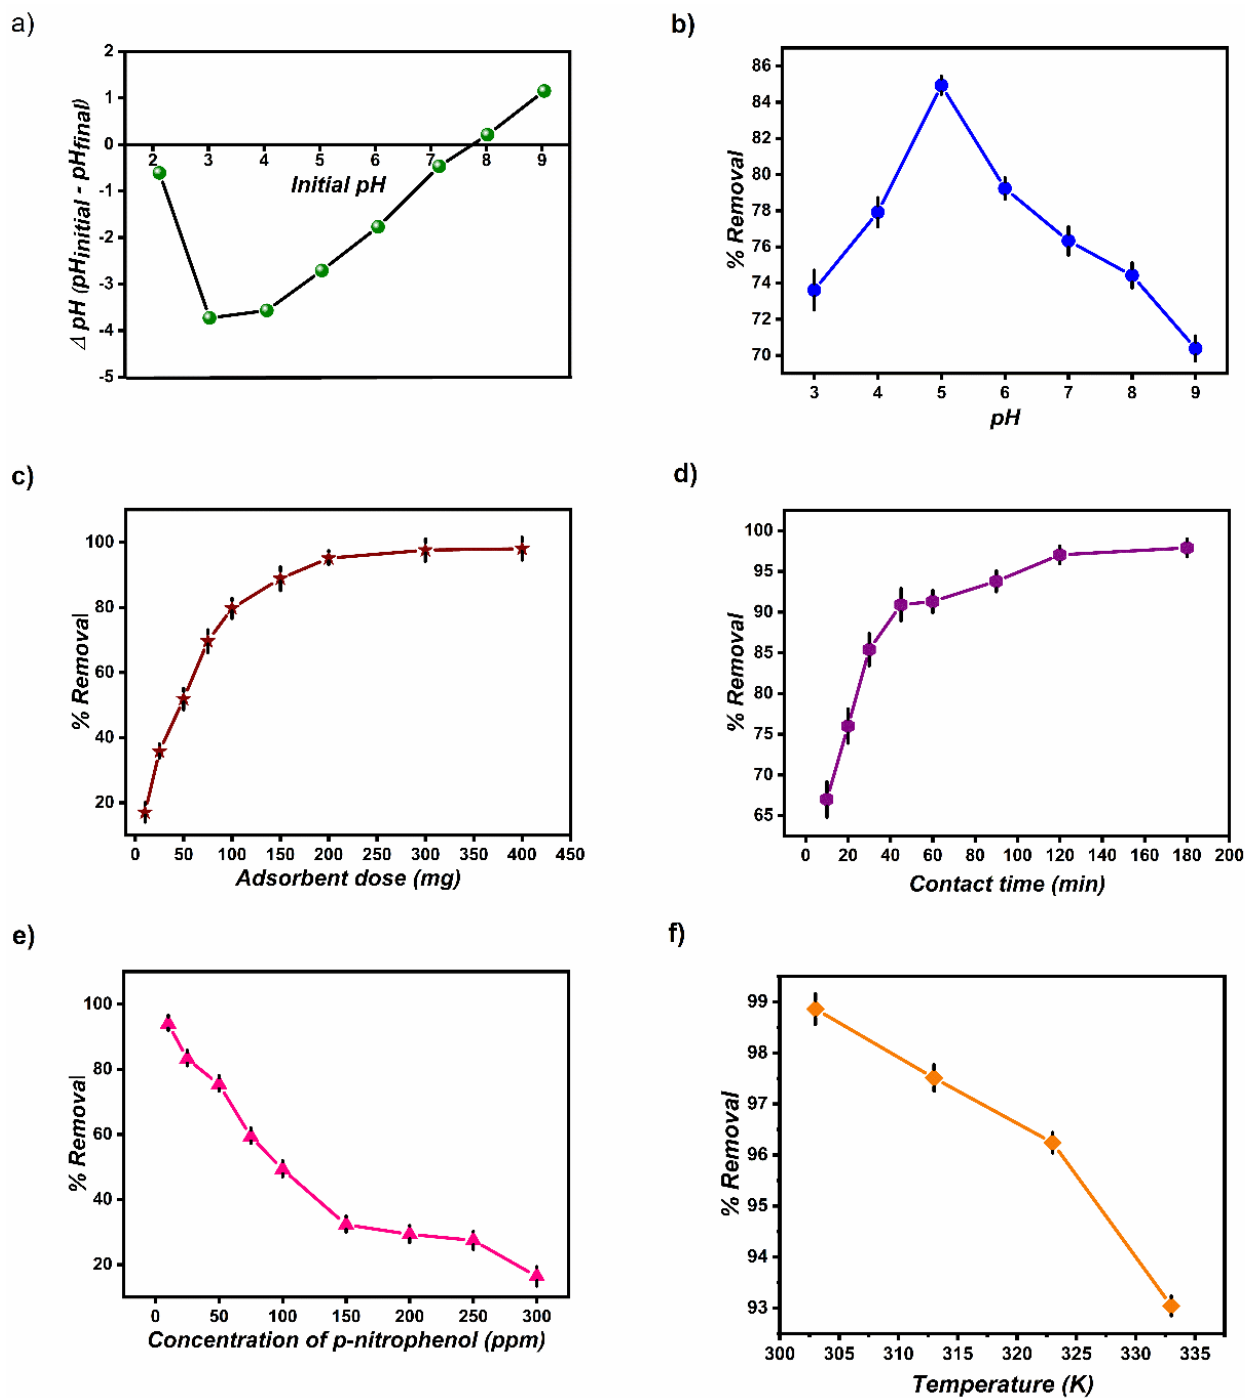 a)
2
1
0
-1
-2
-3
-4
-5
2 3 4 5 6 7 8 9
Initial pH
Δ pH (pHinitial - pHfinal)
b)
86
84
82
80
78
76
74
72
70
3 4 5 6 7 8 9
pH
% Removal
c)
100
80
60
40
20
0 50 100 150 200 250 300 350 400 450
Adsorbent dose (mg)
% Removal
d)
100
95
90
85
80
75
70
65
0 20 40 60 80 100 120 140 160 180 200
Contact time (min)
% Removal
e)
100
80
60
40
20
0 50 100 150 200 250 300
Concentration of p-nitrophenol (ppm)
% Removal
f)
99
98
97
96
95
94
93
300 305 310 315 320 325 330 335
Temperature (K)
% Removal